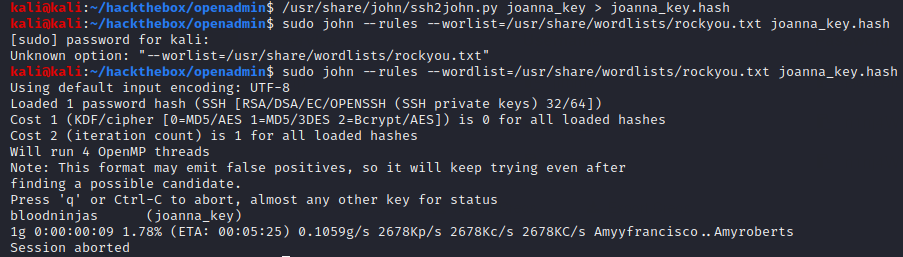 kali@kali:~/hackthebox/openadmin$ /usr/share/john/ssh2john.py joanna_key > joanna_key.hash
kali@kali:~/hackthebox/openadmin$ sudo john --rules --worlist=/usr/share/wordlists/rockyou.txt joanna_key.hash
[sudo] password for kali:
Unknown option: "--worlist=/usr/share/wordlists/rockyou.txt"
kali@kali:~/hackthebox/openadmin$ sudo john --rules --wordlist=/usr/share/wordlists/rockyou.txt joanna_key.hash
Using default input encoding: UTF-8
Loaded 1 password hash (SSH [RSA/DSA/EC/OPENSSH (SSH private keys) 32/64])
Cost 1 (KDF/cipher [0=MD5/AES 1=MD5/3DES 2=Bcrypt/AES]) is 0 for all loaded hashes
Cost 2 (iteration count) is 1 for all loaded hashes
Will run 4 OpenMP threads
Note: This format may emit false positives, so it will keep trying even after
finding a possible candidate.
Press 'q' or Ctrl-C to abort, almost any other key for status
bloodninjas      (joanna_key)
1g 0:00:00:09 1.78% (ETA: 00:05:25) 0.1059g/s 2678Kp/s 2678Kc/s 2678KC/s Amyyfrancisco..Amyroberts
Session aborted